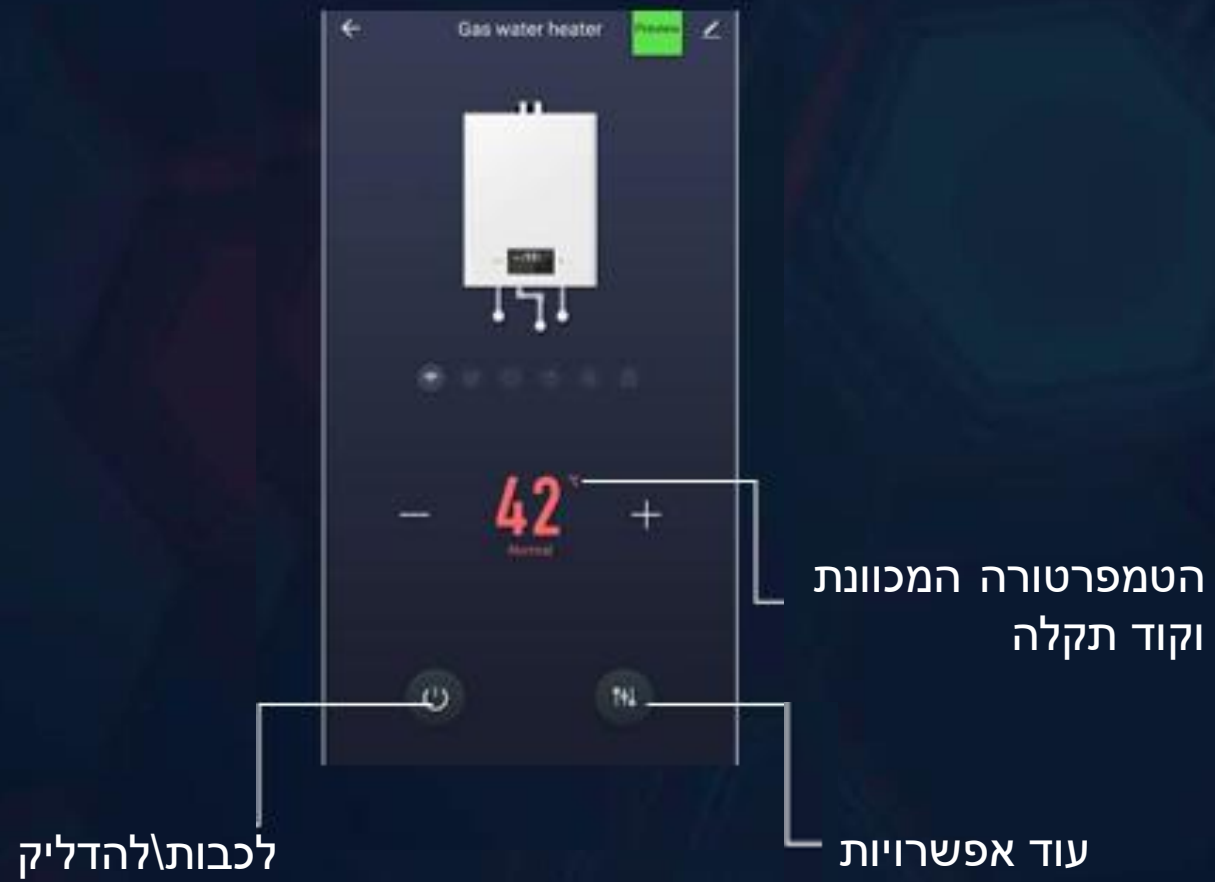 Gas water heater
Preview
42 °C
Normal
הטמפרטורה המכוונת
וקוד תקלה
לכבות\להדליק
עוד אפשרויות